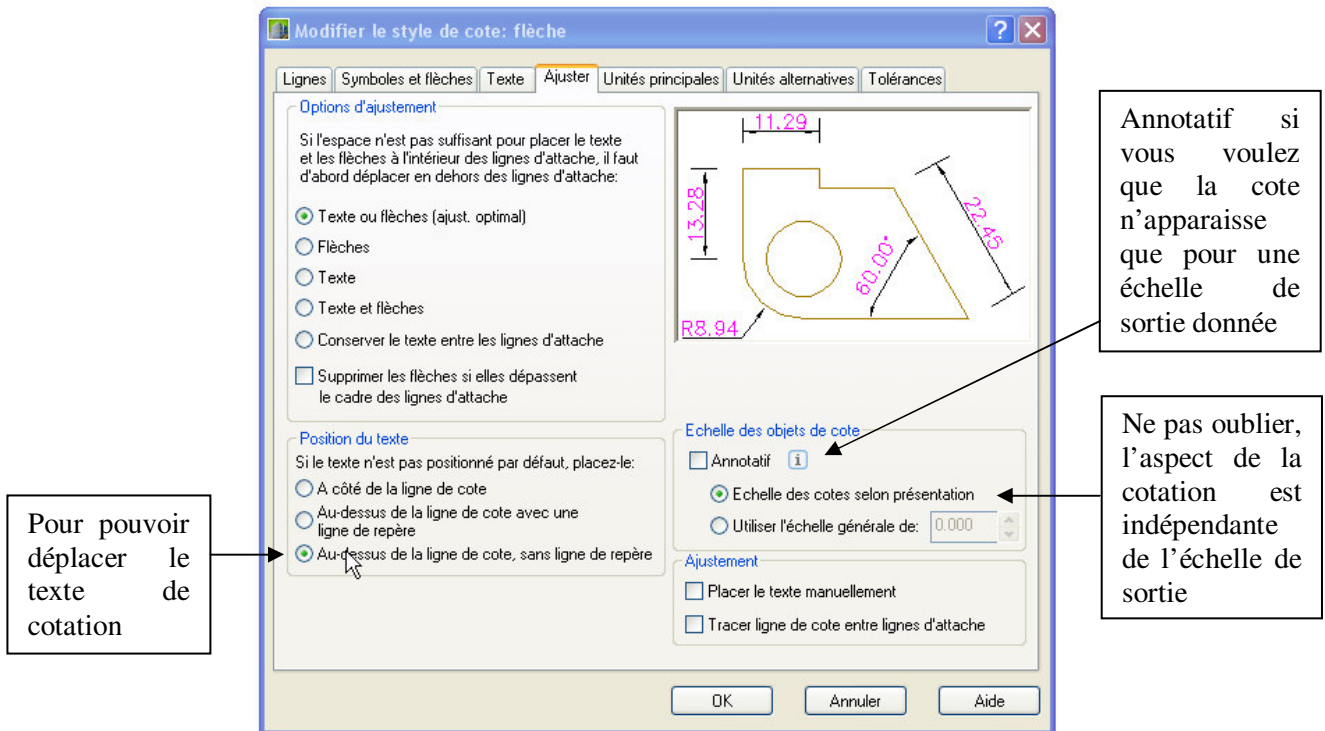 Modifier le style de cote: flèche
Lignes
Symboles et flèches
Texte
Ajuster
Unités principales
Unités alternatives
Tolérances
Options d'ajustement
Si l'espace n'est pas suffisant pour placer le texte
et les flèches à l'intérieur des lignes d'attache, il faut
d'abord déplacer en dehors des lignes d'attache:
Texte ou flèches (ajust. optimal)
Flèches
Texte
Texte et flèches
Conserver le texte entre les lignes d'attache
Supprimer les flèches si elles dépassent
le cadre des lignes d'attache
Position du texte
Si le texte n'est pas positionné par défaut, placez-le:
A côté de la ligne de cote
Au-dessus de la ligne de cote avec une
ligne de repère
Au-dessus de la ligne de cote, sans ligne de repère
11.29
13.28
22.45
60.00°
R8.94
Echelle des objets de cote
Annotatif
i
Echelle des cotes selon présentation
Utiliser l'échelle générale de:
0.000
Ajustement
Placer le texte manuellement
Tracer ligne de cote entre lignes d'attache
OK
Annuler
Aide
Pour pouvoir
déplacer le
texte de
cotation
Annotatif si
vous voulez
que la cote
n’apparaisse
que pour une
échelle de
sortie donnée
Ne pas oublier,
l’aspect de la
cotation est
indépendante
de l’échelle de
sortie